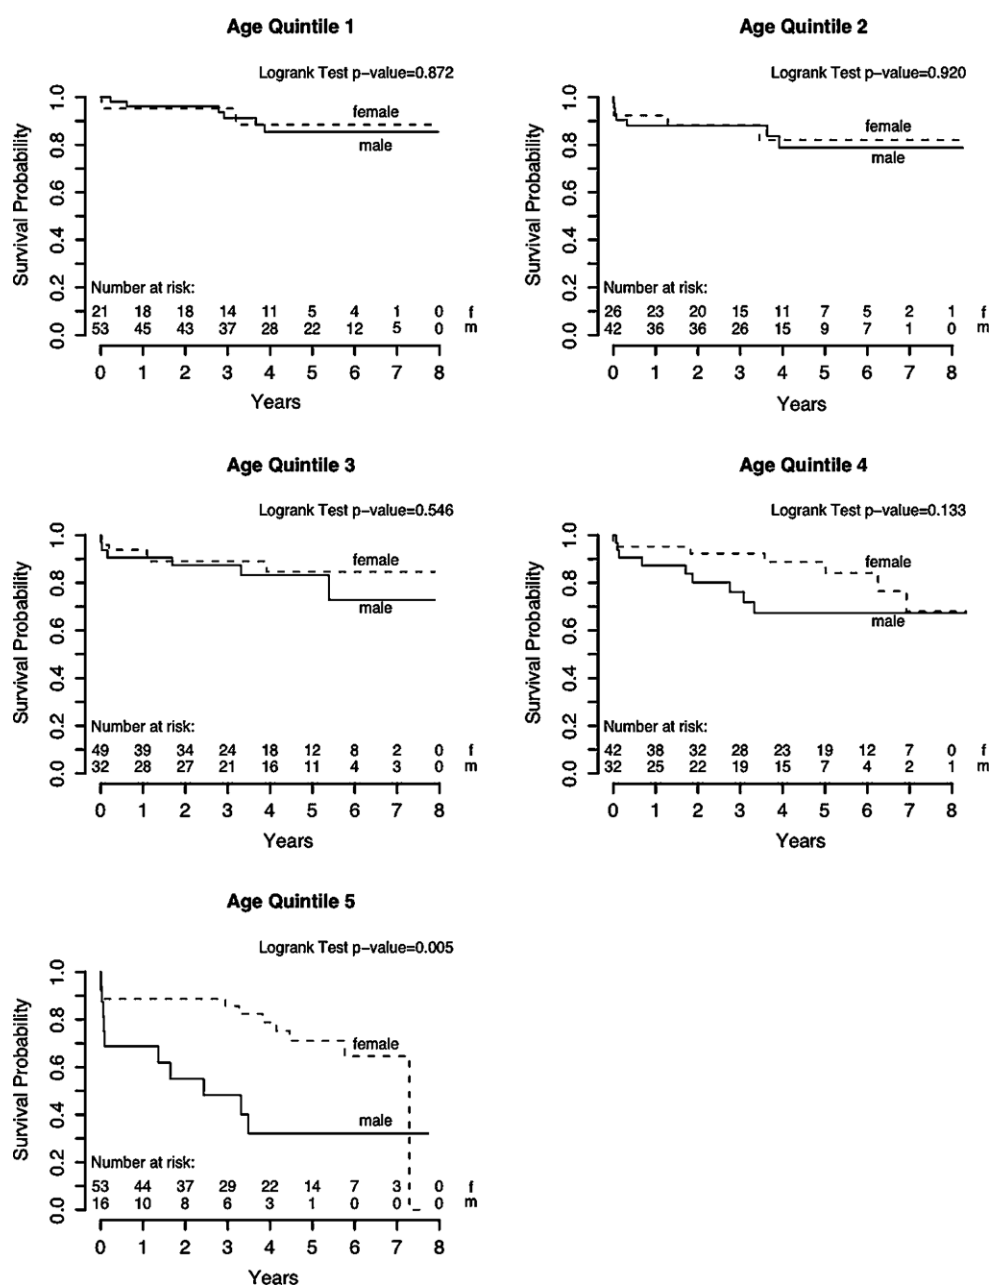 Age Quintile 1
Logrank Test p-value=0.872
Survival Probability
1.0
0.8
0.6
0.4
0.2
0.0
female
male
Number at risk:
21 18 18 14 11 5 4 1 0 f
53 45 43 37 28 22 12 5 0 m
0 1 2 3 4 5 6 7 8
Years
Age Quintile 2
Logrank Test p-value=0.920
Survival Probability
1.0
0.8
0.6
0.4
0.2
0.0
female
male
Number at risk:
26 23 20 15 11 7 5 2 1 f
42 36 36 26 15 9 7 1 0 m
0 1 2 3 4 5 6 7 8
Years
Age Quintile 3
Logrank Test p-value=0.546
Survival Probability
1.0
0.8
0.6
0.4
0.2
0.0
female
male
Number at risk:
49 39 34 24 18 12 8 2 0 f
32 28 27 21 16 11 4 3 0 m
0 1 2 3 4 5 6 7 8
Years
Age Quintile 4
Logrank Test p-value=0.133
Survival Probability
1.0
0.8
0.6
0.4
0.2
0.0
female
male
Number at risk:
42 38 32 28 23 19 12 7 0 f
32 25 22 19 15 7 4 2 1 m
0 1 2 3 4 5 6 7 8
Years
Age Quintile 5
Logrank Test p-value=0.005
Survival Probability
1.0
0.8
0.6
0.4
0.2
0.0
female
male
Number at risk:
53 44 37 29 22 14 7 3 0 f
16 10 8 6 3 1 0 0 0 m
0 1 2 3 4 5 6 7 8
Years